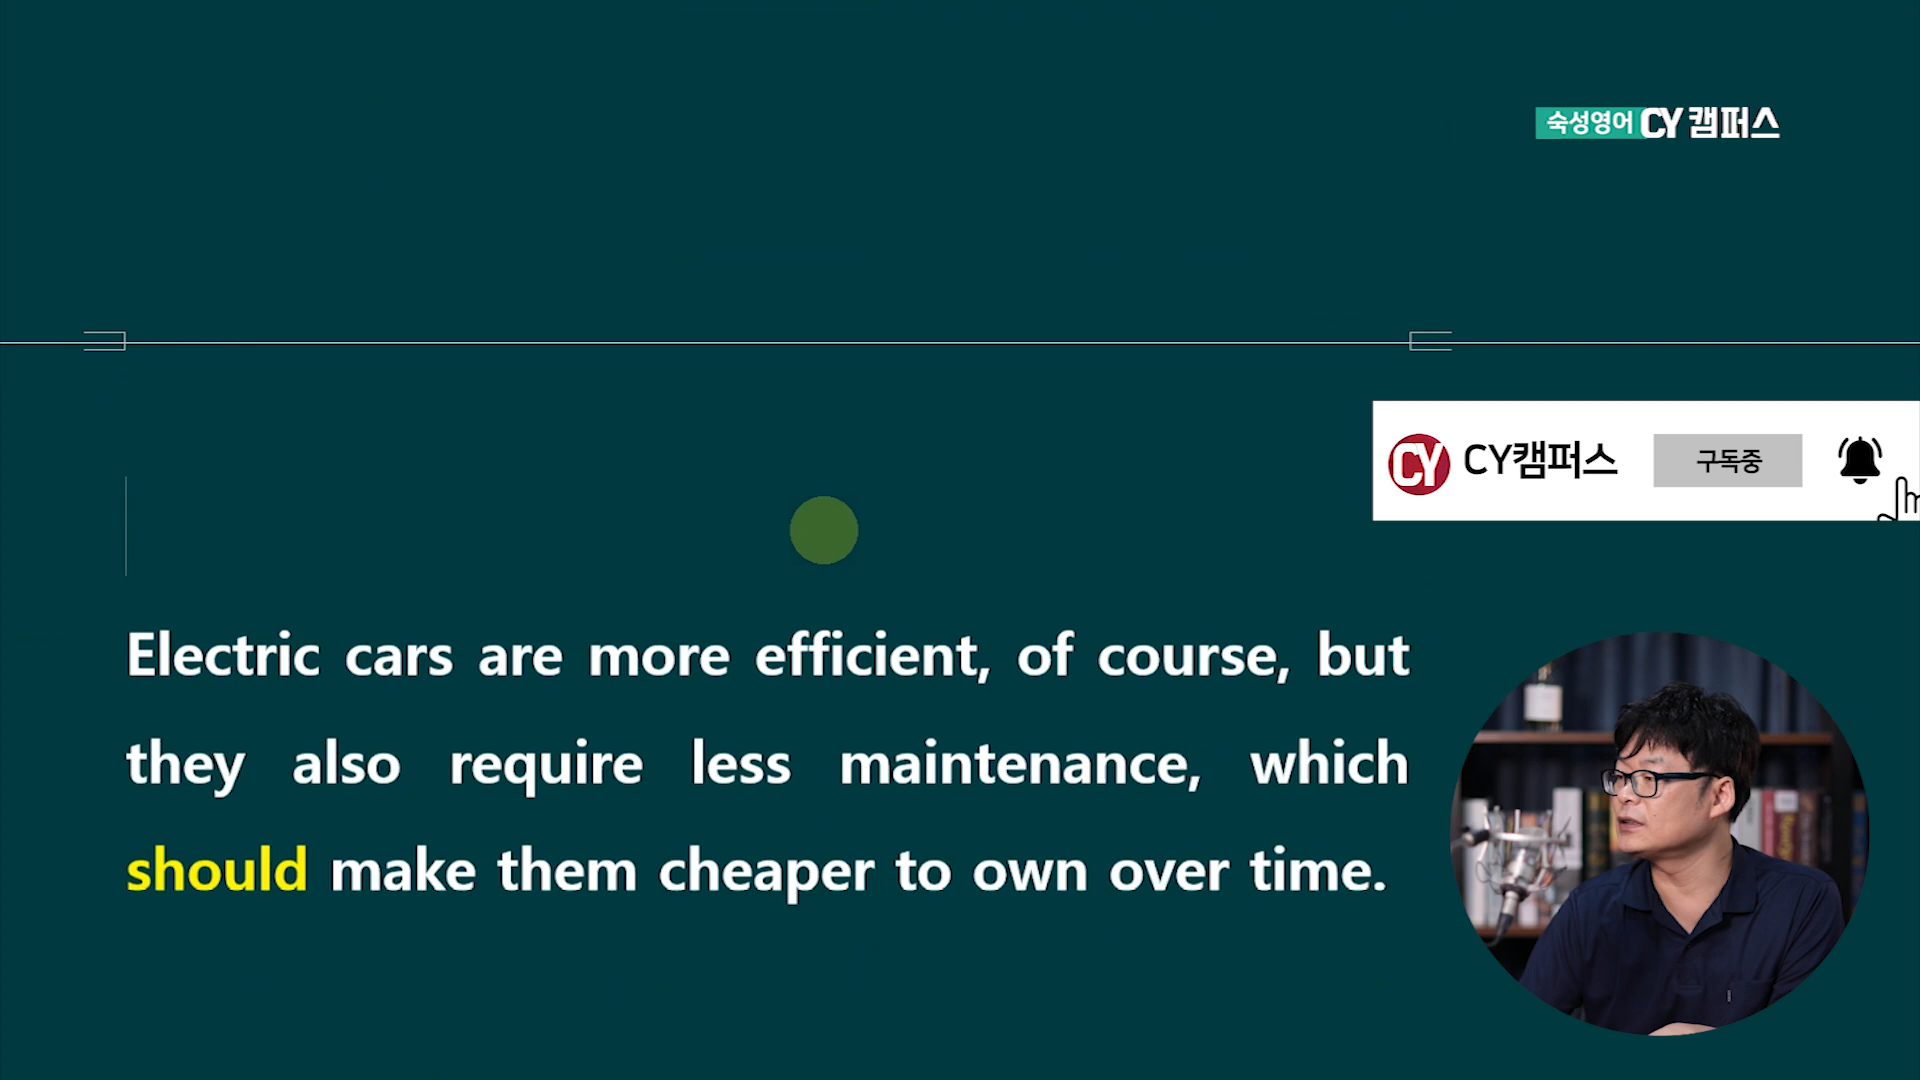 숙성영어 CY캠퍼스
CY CY캠퍼스 구독중
Electric cars are more efficient, of course, but
they also require less maintenance, which
should make them cheaper to own over time.